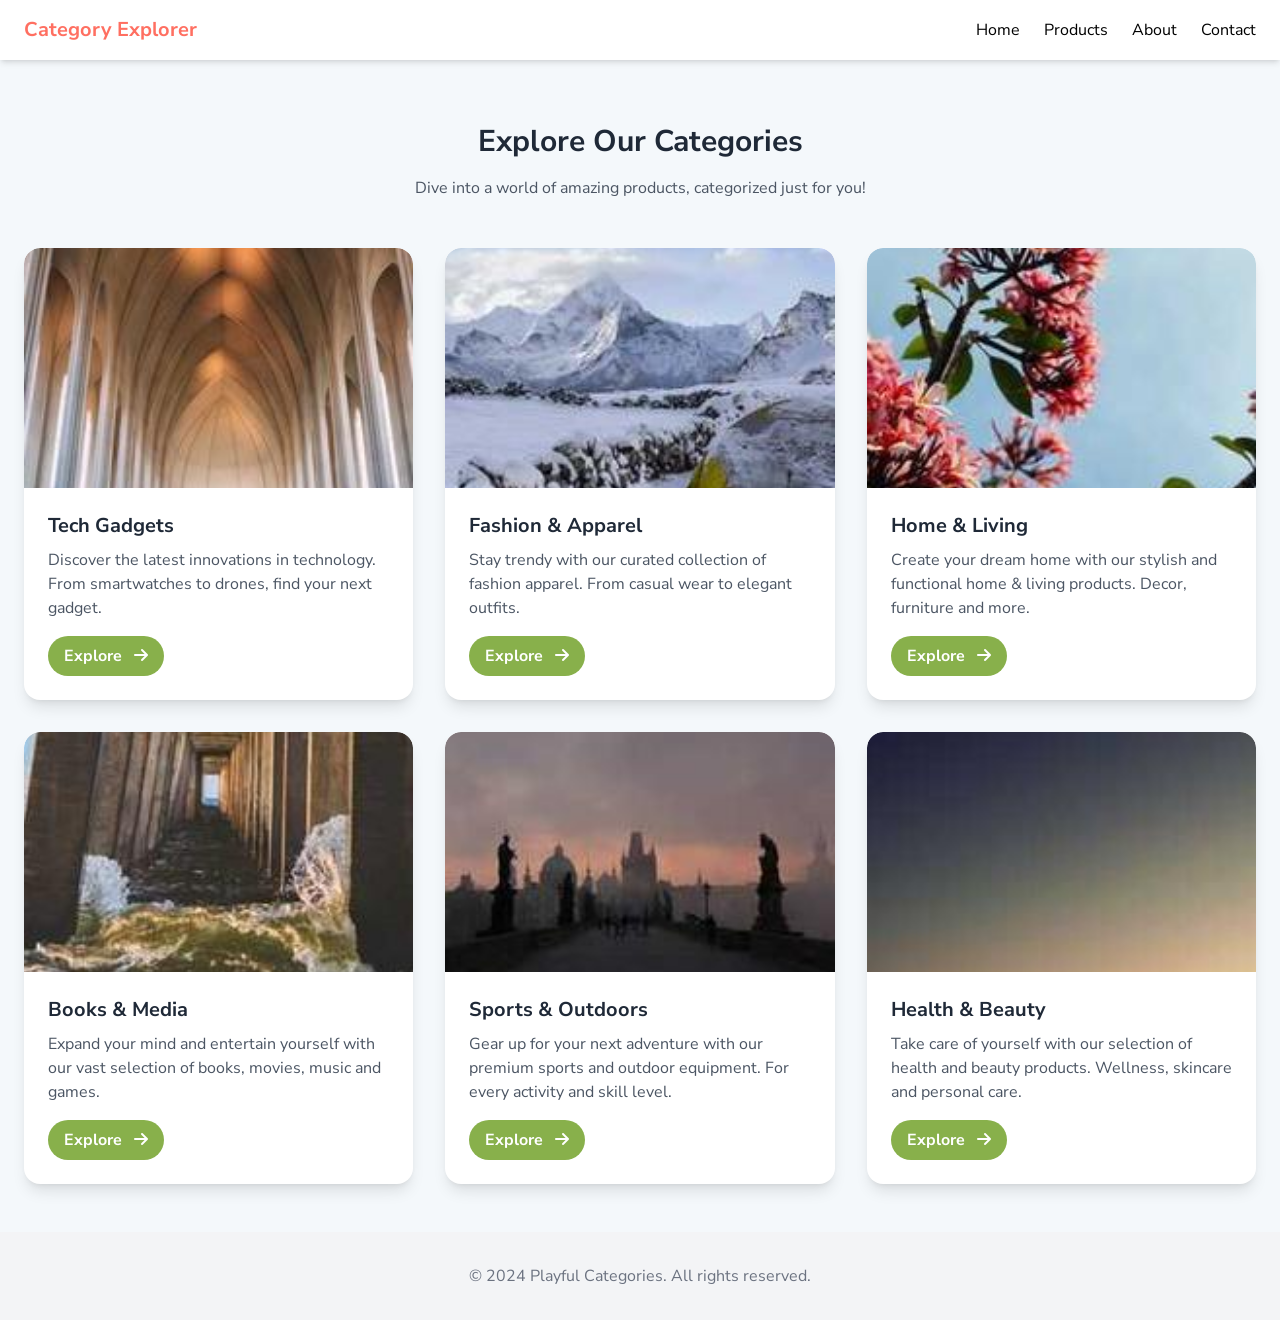 Category Explorer
Home Products About Contact
Explore Our Categories
Dive into a world of amazing products, categorized just for you!
Tech Gadgets
Discover the latest innovations in technology.
From smartwatches to drones, find your next
gadget.
Explore
Fashion & Apparel
Stay trendy with our curated collection of
fashion apparel. From casual wear to elegant
outfits.
Explore
Home & Living
Create your dream home with our stylish and
functional home & living products. Decor,
furniture and more.
Explore
Books & Media
Expand your mind and entertain yourself with
our vast selection of books, movies, music and
games.
Explore
Sports & Outdoors
Gear up for your next adventure with our
premium sports and outdoor equipment. For
every activity and skill level.
Explore
Health & Beauty
Take care of yourself with our selection of
health and beauty products. Wellness, skincare
and personal care.
Explore
© 2024 Playful Categories. All rights reserved.